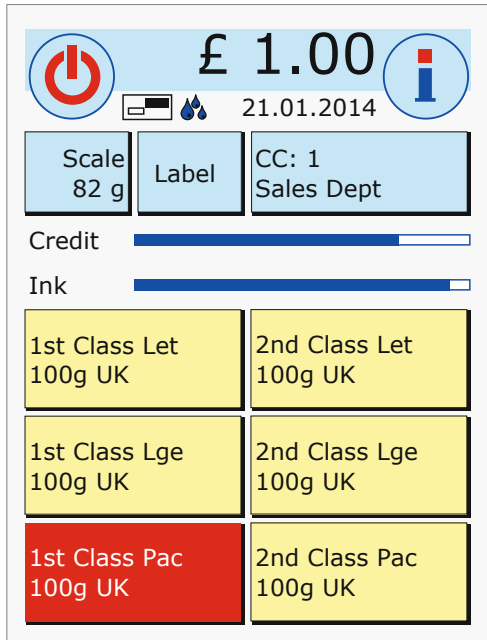 £ 1.00
21.01.2014
Scale
82 g
Label
CC: 1
Sales Dept
Credit
Ink
1st Class Let
100g UK
2nd Class Let
100g UK
1st Class Lge
100g UK
2nd Class Lge
100g UK
1st Class Pac
100g UK
2nd Class Pac
100g UK